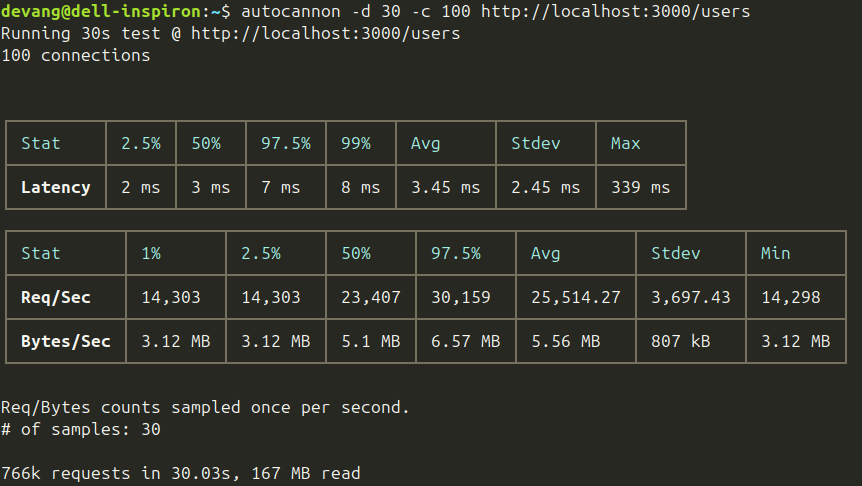 devang@dell-inspiron:~$ autocannon -d 30 -c 100 http://localhost:3000/users
Running 30s test @ http://localhost:3000/users
100 connections
Stat 2.5% 50% 97.5% 99% Avg Stdev Max
Latency 2 ms 3 ms 7 ms 8 ms 3.45 ms 2.45 ms 339 ms
Stat 1% 2.5% 50% 97.5% Avg Stdev Min
Req/Sec 14,303 14,303 23,407 30,159 25,514.27 3,697.43 14,298
Bytes/Sec 3.12 MB 3.12 MB 5.1 MB 6.57 MB 5.56 MB 807 kB 3.12 MB
Req/Bytes counts sampled once per second.
# of samples: 30
766k requests in 30.03s, 167 MB read